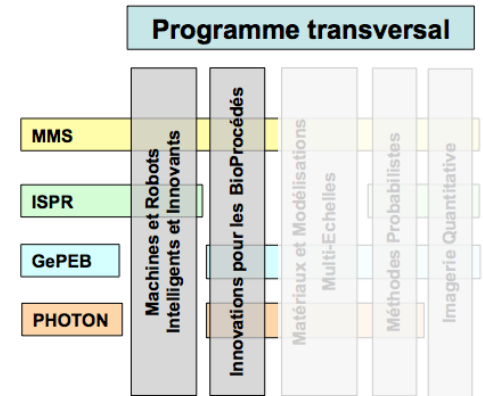 Programme transversal
MMS
ISPR
GePEB
PHOTON
Machines et Robots
Intelligents et Innovants
Innovations pour les BioProcédés
Matériaux et Modélisations
Multi-Echelles
Méthodes Probabilistes
Imagerie Quantitative